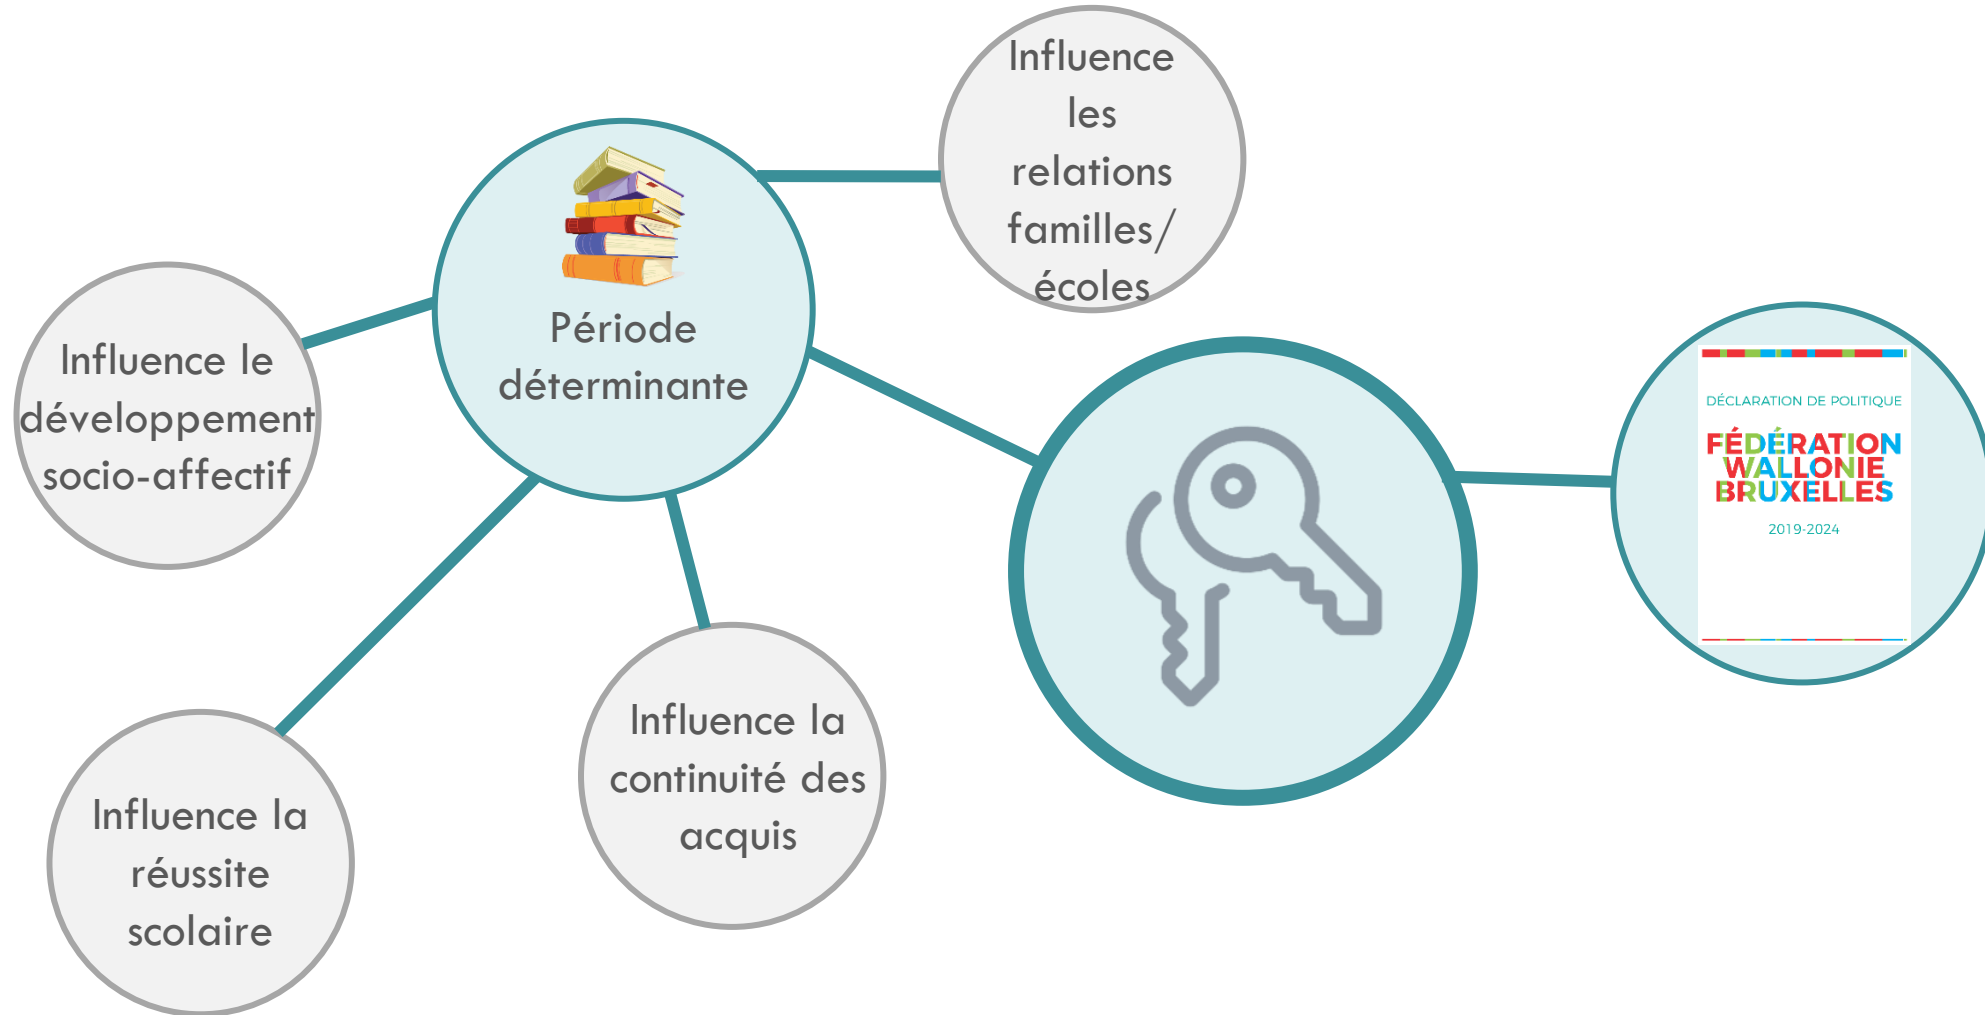 Influence
les
relations
familles/
écoles
Période
déterminante
Influence le
développement
socio-affectif
Influence la
réussite
scolaire
Influence la
continuité des
acquis
DÉCLARATION DE POLITIQUE
FÉDÉRATION
WALLONIE
BRUXELLES
2019-2024